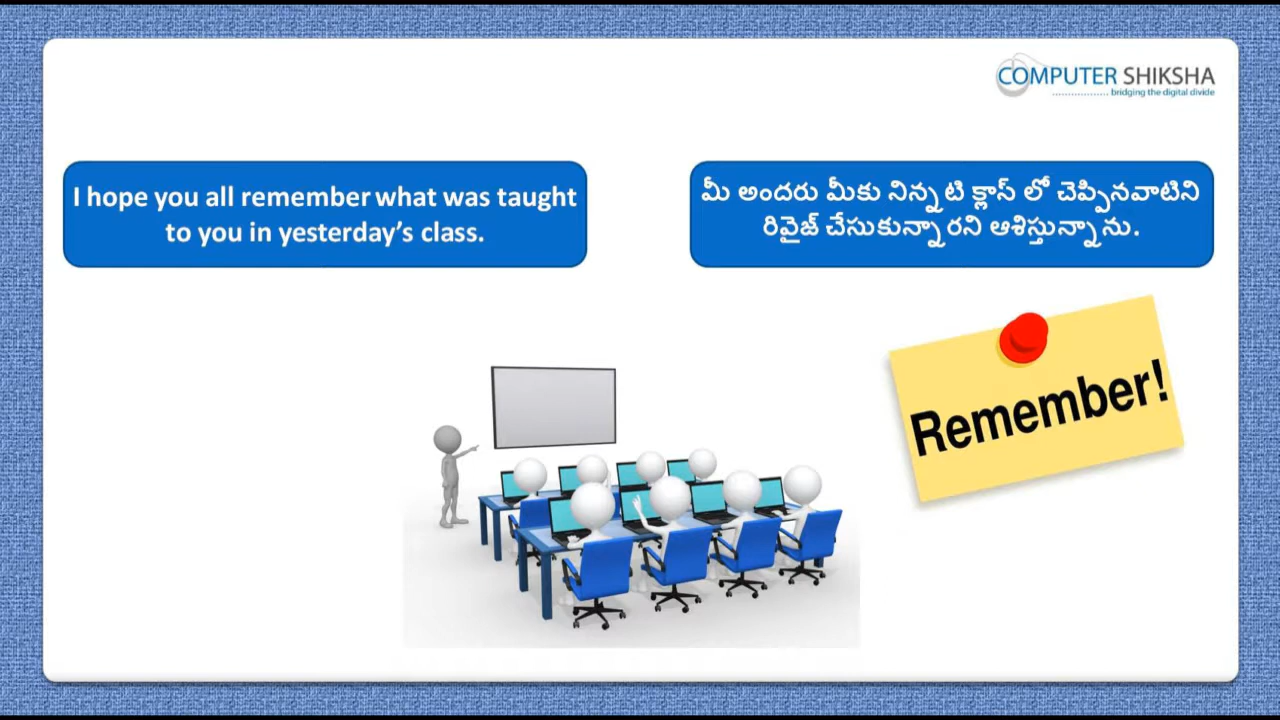 COMPUTER SHIKSHA
bridging the digital divide
I hope you all remember what was taught
to you in yesterday's class.
మీ అందరు మీకు నిన్నటి క్లాస్ లో చెప్పినవాటిని
రివైజ్ చేసుకున్నారని ఆశిస్తున్నాను.
Remember!